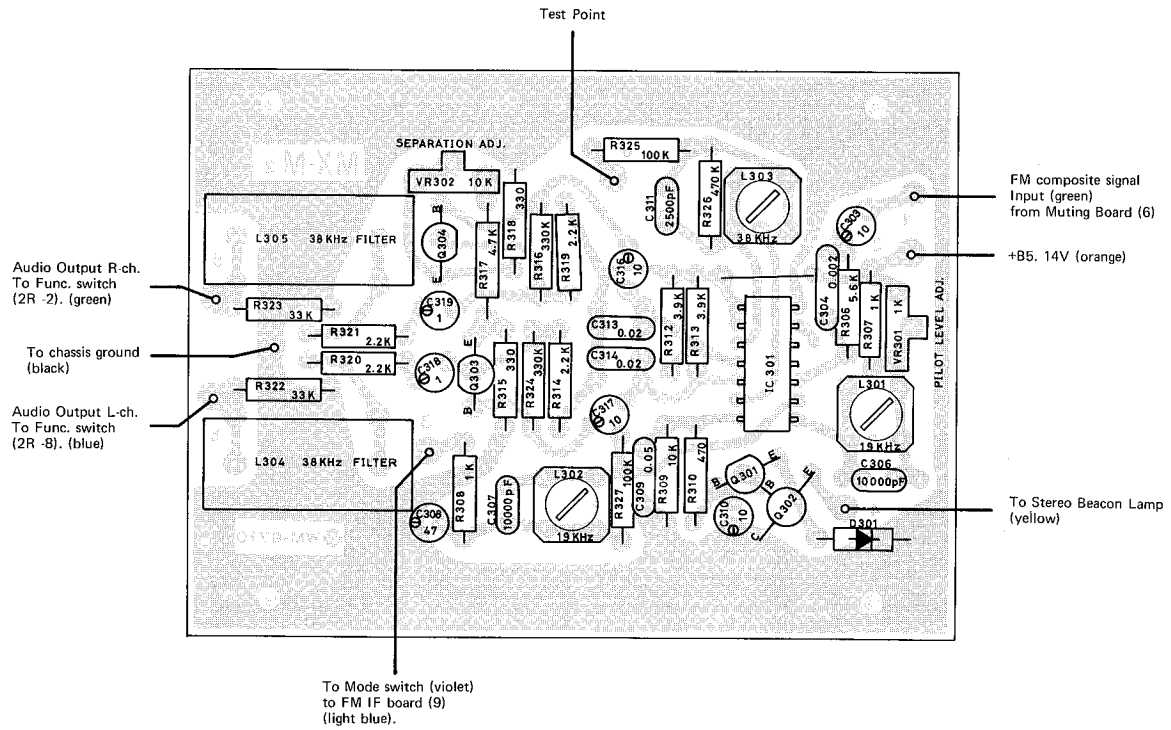 Test Point
SEPARATION ADJ.
VR302 10K
R325
100K
L303
38KHz
C311
2500pF
R326
470K
R318
330
R316
330K
R319
2.2K
R317
4.7K
B
Q304
E
C316
10
C303
10
FM composite signal
Input (green)
from Muting Board (6)
+B5. 14V (orange)
L305 38KHz FILTER
Audio Output R-ch.
To Func. switch
(2R -2). (green)
R323
33K
C319
1
R321
2.2K
R320
2.2K
To chassis ground
(black)
R322
33K
Audio Output L-ch.
To Func. switch
(2R -8). (blue)
C318
1
E
Q303
B
R315
330
R324
330K
R314
2.2K
C313
0.02
C314
0.02
R312
3.9K
R313
3.9K
IC301
C304
0.002
R306
5.6K
R307
1K
VR301
1K
PILOT LEVEL ADJ.
L301
19KHz
C317
10
L304 38KHz FILTER
C308
47
R308
1K
C307
10000pF
L302
19KHz
R327
100K
C309
0.05
R309
10K
R310
470
B
Q301
E
B
Q302
E
C
C310
10
C306
10000pF
D301
To Stereo Beacon Lamp
(yellow)
To Mode switch (violet)
to FM IF board (9)
(light blue).